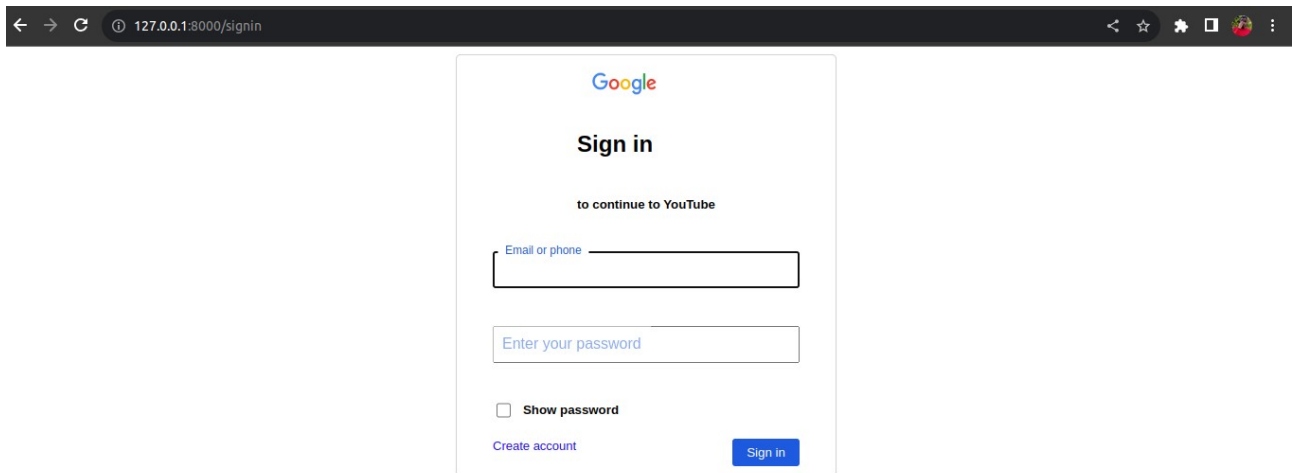 127.0.0.1:8000/signin
Google
Sign in
to continue to YouTube
Email or phone
Enter your password
Show password
Create account
Sign in